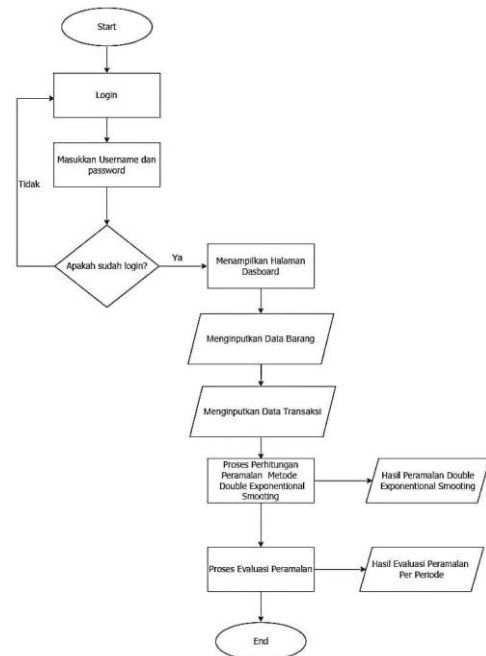 Start
Login
Masukkan Username dan
password
Tidak
Apakah sudah login?
Ya
Menampilkan Halaman
Dasboard
Menginputkan Data Barang
Menginputkan Data Transaksi
Proses Perhitungan
Peramalan Metode
Double Exponentional
Smooting
Hasil Peramalan Double
Exponentional Smooting
Proses Evaluasi Peramalan
Hasil Evaluasi Peramalan
Per Periode
End